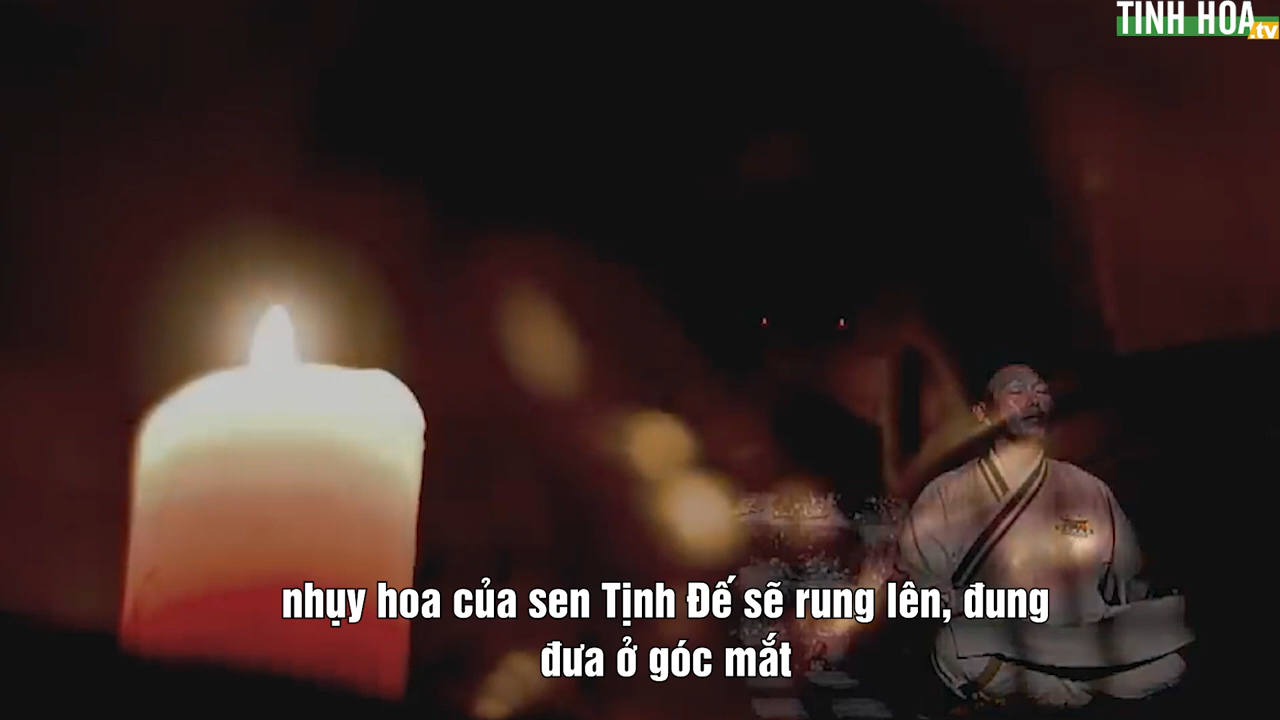 TINH HOA
.tv
nhụy hoa của sen Tịnh Đế sẽ rung lên, đung
đưa ở góc mắt